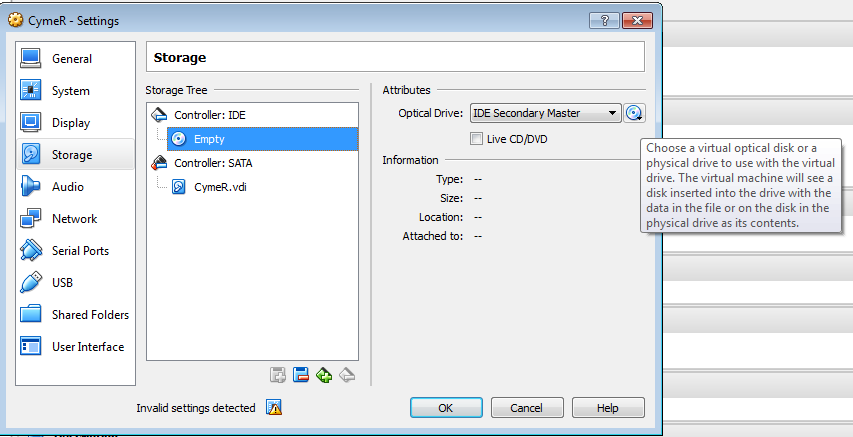 CymeR - Settings
General
System
Display
Storage
Audio
Network
Serial Ports
USB
Shared Folders
User Interface
Storage
Storage Tree
Controller: IDE
Empty
Controller: SATA
CymeR.vdi
Attributes
Optical Drive: IDE Secondary Master
Live CD/DVD
Information
Type: --
Size: --
Location: --
Attached to: --
Choose a virtual optical disk or a
physical drive to use with the virtual
drive. The virtual machine will see a
disk inserted into the drive with the
data in the file or on the disk in the
physical drive as its contents.
Invalid settings detected
OK
Cancel
Help